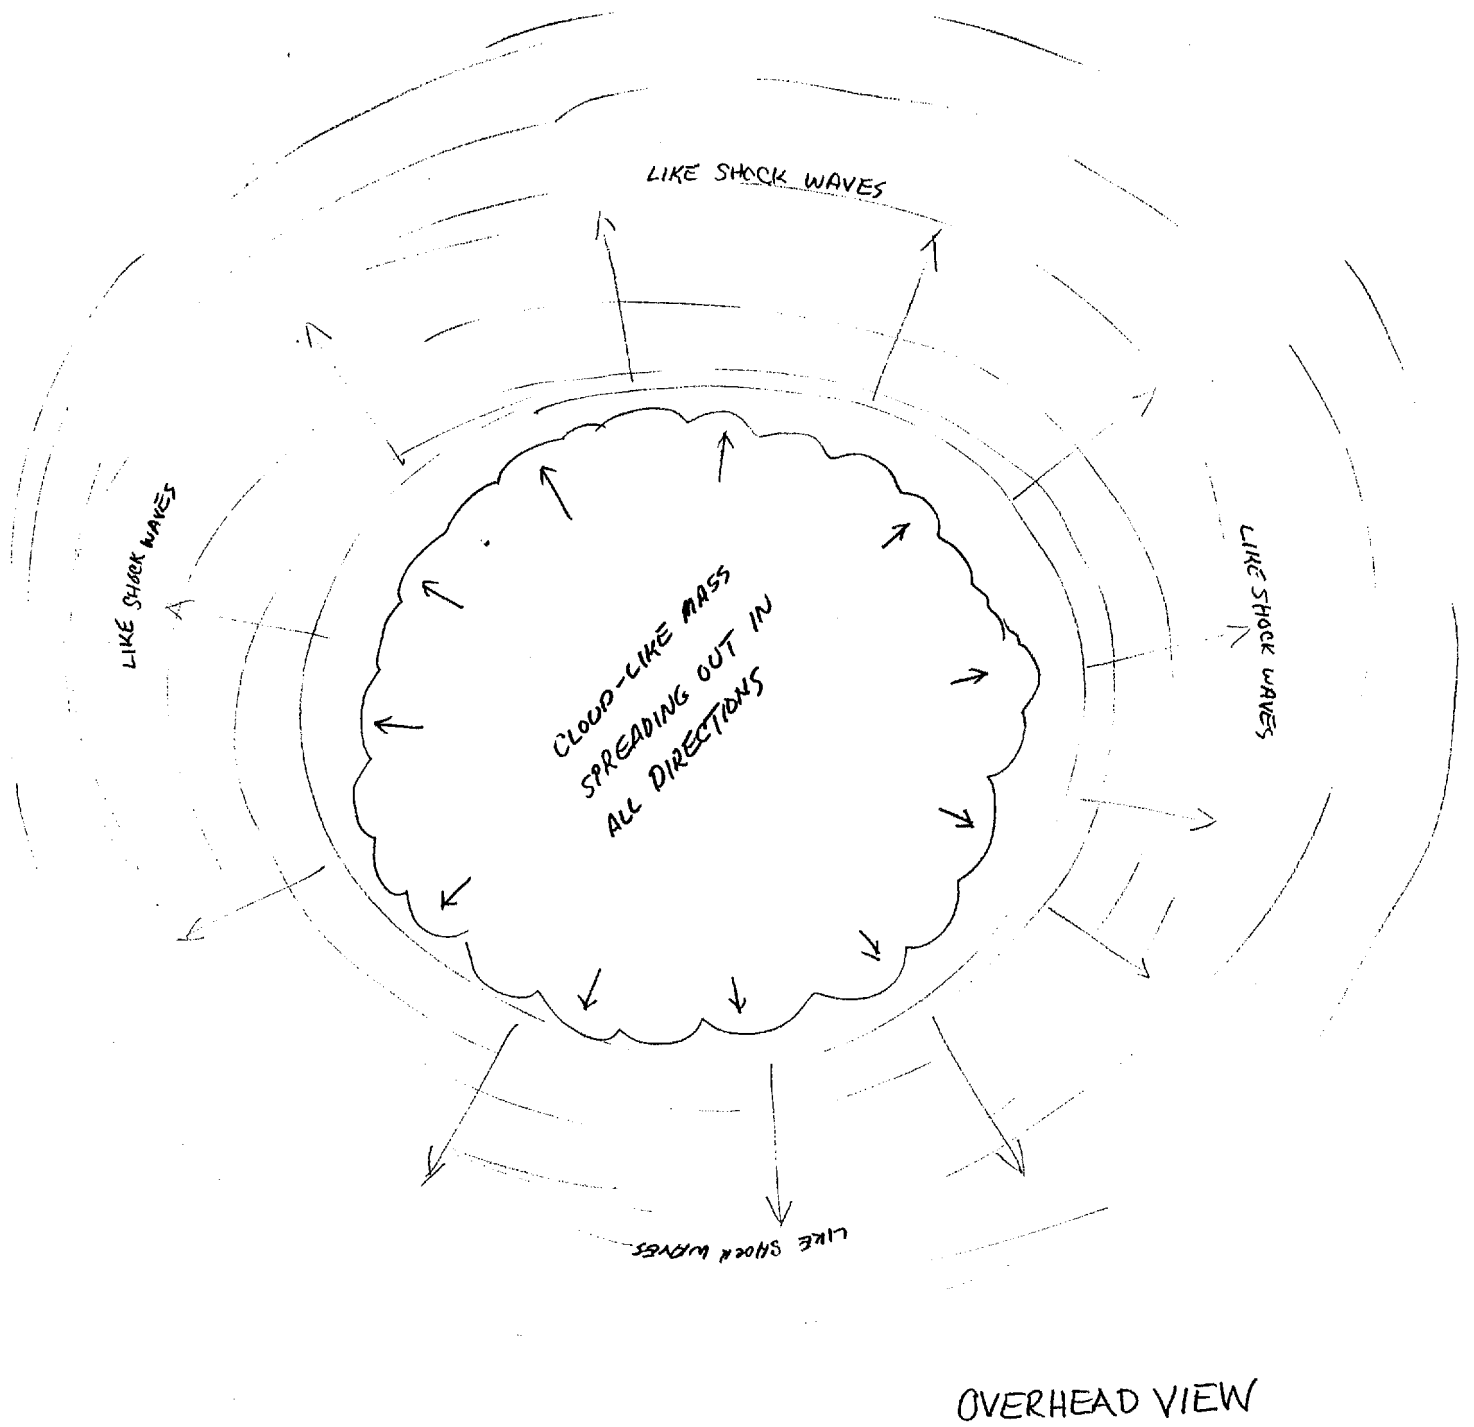 LIKE SHOCK WAVES
LIKE SHOCK WAVES
CLOUD-LIKE MASS
SPREADING OUT IN
ALL DIRECTIONS
LIKE SHOCK WAVES
LIKE SHOCK WAVES
OVERHEAD VIEW